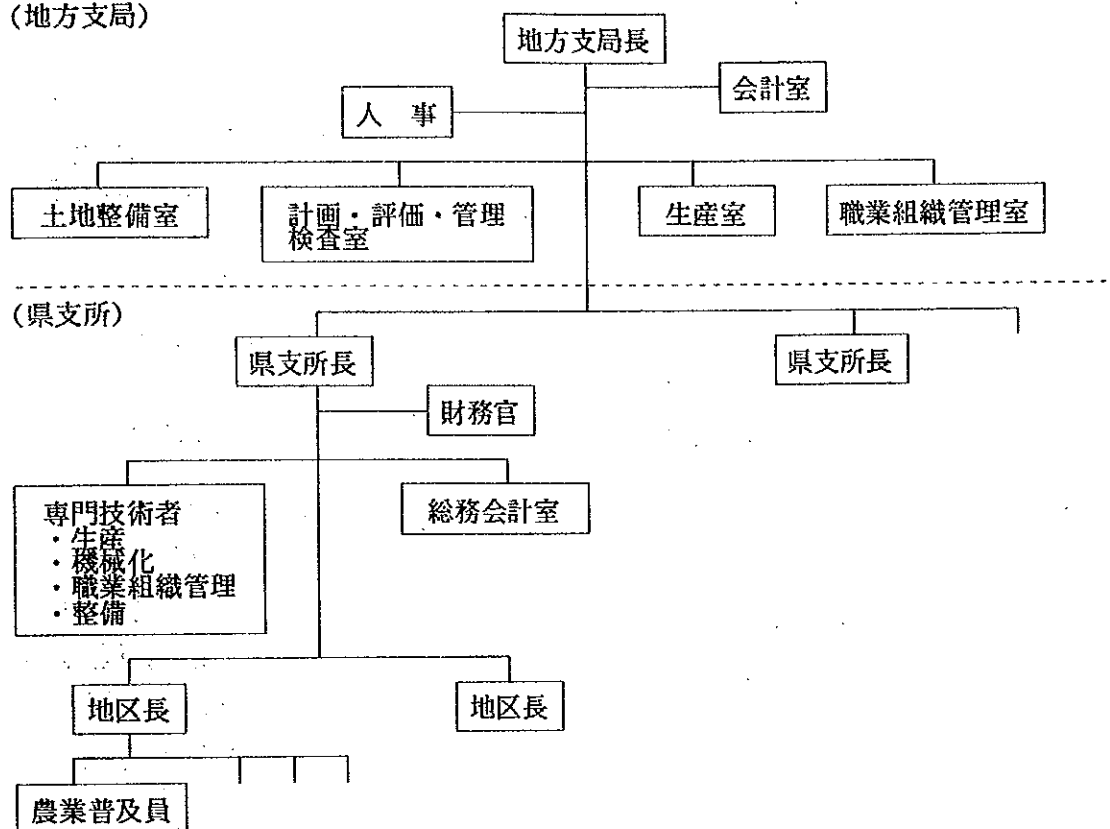 (地方支局)
地方支局長
会計室
人 事
土地整備室
計画・評価・管理
検査室
生産室
職業組織管理室
(県支所)
県支所長
県支所長
財務官
専門技術者
・生産
・機械化
・職業組織管理
・整備
総務会計室
地区長
地区長
農業普及員